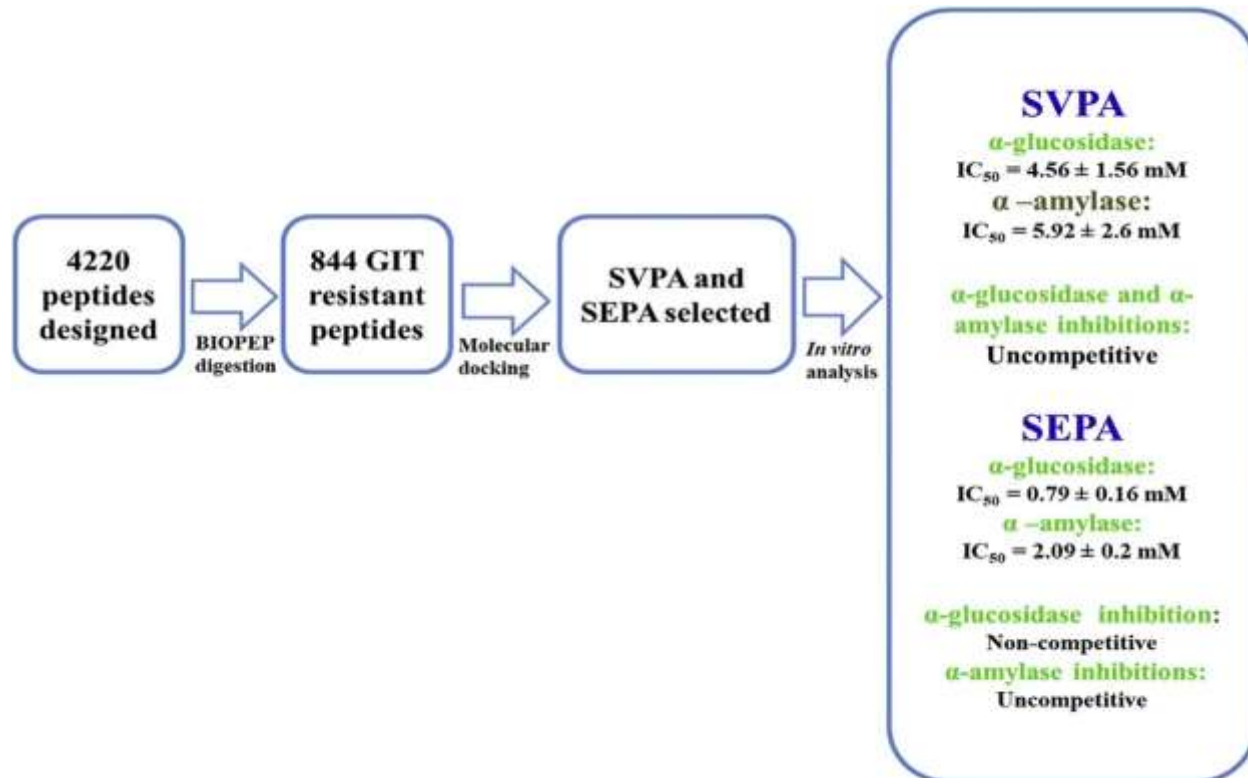 4220
peptides
designed
BIOPEP
digestion
844 GIT
resistant
peptides
Molecular
docking
SVPA and
SEPA selected
In vitro
analysis
SVPA
α-glucosidase:
IC₅₀ = 4.56 ± 1.56 mM
α –amylase:
IC₅₀ = 5.92 ± 2.6 mM
α-glucosidase and α-
amylase inhibitions:
Uncompetitive
SEPA
α-glucosidase:
IC₅₀ = 0.79 ± 0.16 mM
α –amylase:
IC₅₀ = 2.09 ± 0.2 mM
α-glucosidase inhibition:
Non-competitive
α-amylase inhibitions:
Uncompetitive